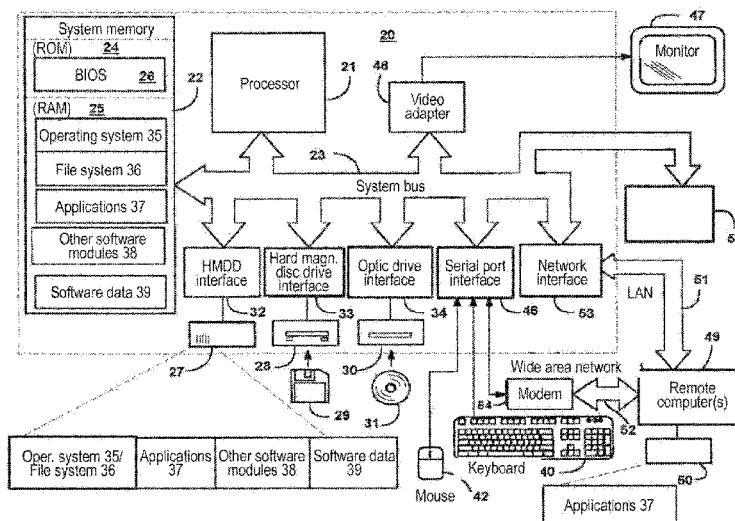 System memory
(ROM) 24
BIOS 26
(RAM) 25
Operating system 35
File system 36
Applications 37
Other software
modules 38
Software data 39
22
20
Processor
21
46
Video
adapter
47
Monitor
23
System bus
HMDD
interface
32
Hard magn.
disc drive
interface
33
Optic drive
interface
34
Serial port
interface
46
Network
interface
53
LAN
51
49
Remote
computer(s)
50
Applications 37
Wide area network
Modem
54
52
27
28
29
30
31
Mouse
42
Keyboard
40
Oper. system 35/
File system 36
Applications
37
Other software
modules 38
Software data
39